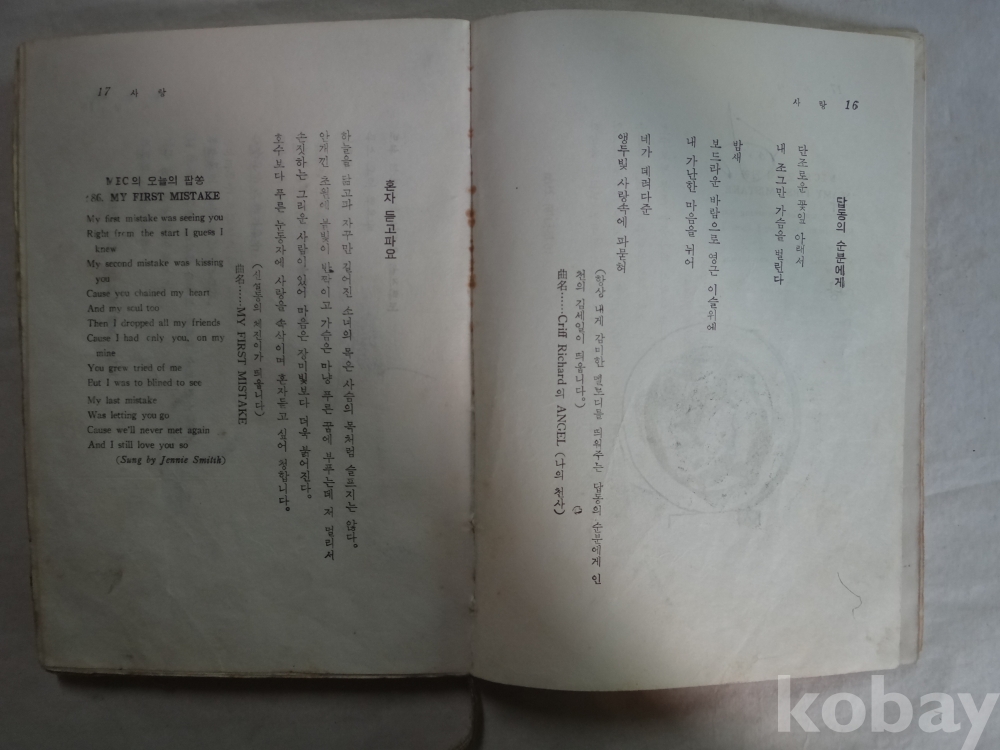 사 랑 16
답동의 순분에게
단조로운 꽃잎 아래서
내 조그만 가슴을 떨린다
밤새
보드라운 바람으로 영근 이슬위에
내 가난한 마음을 뉘어
네가 데려다준
앵두빛 사랑속에 파묻혀
(항상 내게 감미한 멜로디를 띄워주는 답동의 순분에게 인
천의 김세일이 띄웁니다.)
曲名……Criff Richard의 ANGEL (나의 천사)
17 사 랑
혼자 듣고파요
하늘을 닮고파 자꾸만 길어진 소녀의 목은 사슴의 목처럼 슬프지는 않다.
안개낀 초원에 봄빛이 반짝이고 가슴은 마냥 푸른 꿈에 부푸는데 저 멀리서
손짓하는 그리운 사람이 있어 마음은 장미빛보다 더욱 붉어진다.
호수보다 푸른 눈동자에 사랑을 속삭이며 혼자듣고 싶어 청합니다.
(신설동의 체진이가 띄웁니다)
曲名……MY FIRST MISTAKE
MBC의 오늘의 팝쏭
86. MY FIRST MISTAKE
My first mistake was seeing you
Right from the start I guess I
knew
My second mistake was kissing
you
Cause you chained my heart
And my soul too
Then I dropped all my friends
Cause I had only you, on my
mine
You grew tried of me
But I was to blined to see
My last mistake
Was letting you go
Cause we'll never met again
And I still love you so
(Sung by Jennie Smith)
kobay